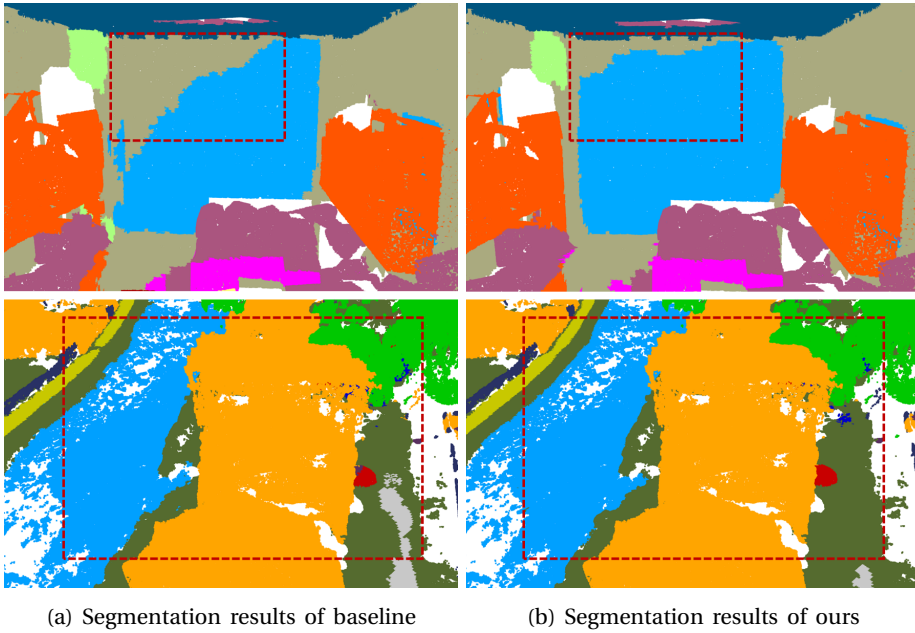 (a) Segmentation results of baseline
(b) Segmentation results of ours